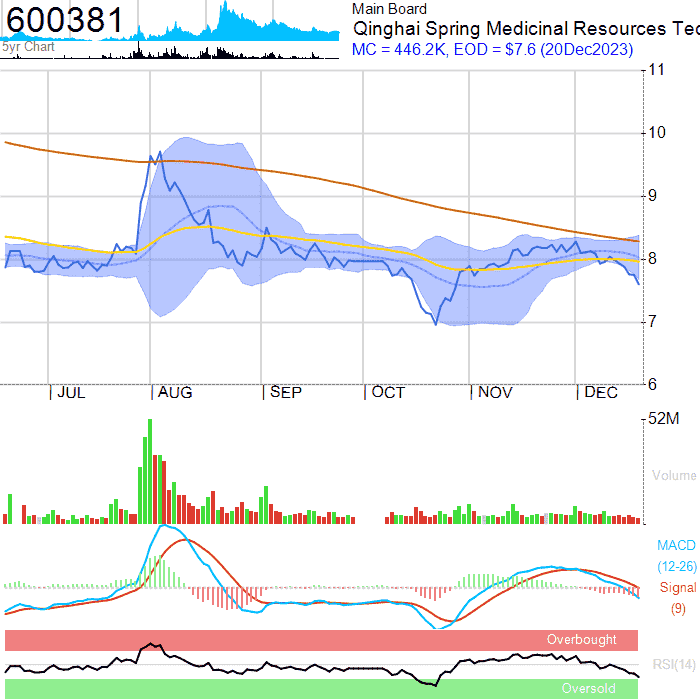 600381
5yr Chart
Main Board
Qinghai Spring Medicinal Resources Tec
MC = 446.2K, EOD = $7.6 (20Dec2023)
11
10
9
8
7
6
JUL
AUG
SEP
OCT
NOV
DEC
52M
Volume
MACD
(12-26)
Signal
(9)
Overbought
RSI(14)
Oversold